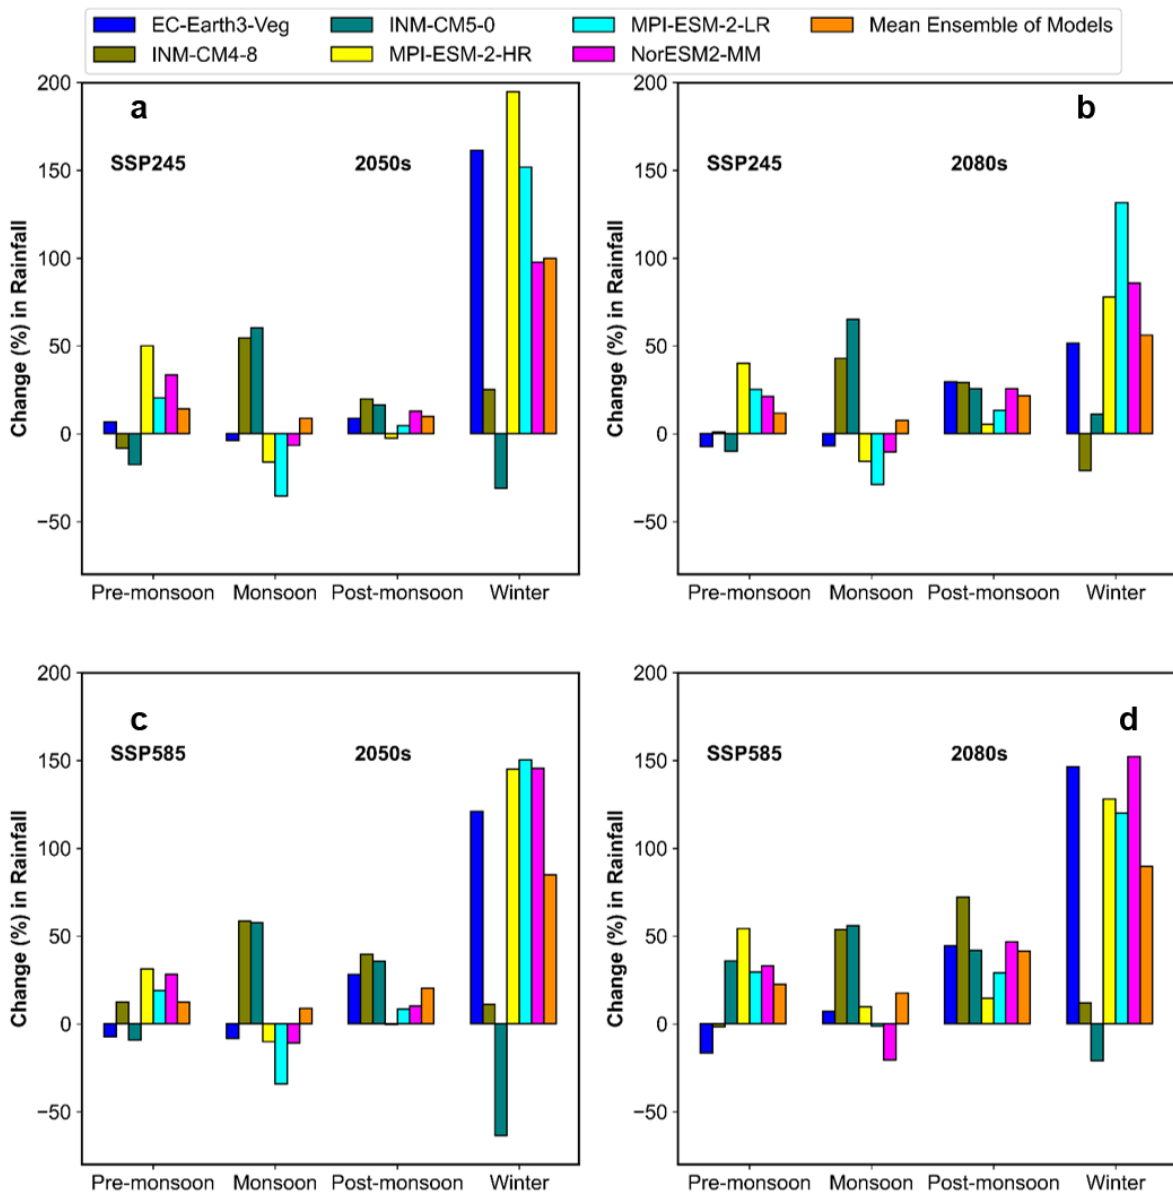 EC-Earth3-Veg INM-CM5-0 MPI-ESM-2-LR Mean Ensemble of Models
INM-CM4-8 MPI-ESM-2-HR NorESM2-MM
a
SSP245 2050s
Change (%) in Rainfall
200
150
100
50
0
−50
Pre-monsoon Monsoon Post-monsoon Winter
b
SSP245 2080s
Change (%) in Rainfall
200
150
100
50
0
−50
Pre-monsoon Monsoon Post-monsoon Winter
c
SSP585 2050s
Change (%) in Rainfall
200
150
100
50
0
−50
Pre-monsoon Monsoon Post-monsoon Winter
d
SSP585 2080s
Change (%) in Rainfall
200
150
100
50
0
−50
Pre-monsoon Monsoon Post-monsoon Winter